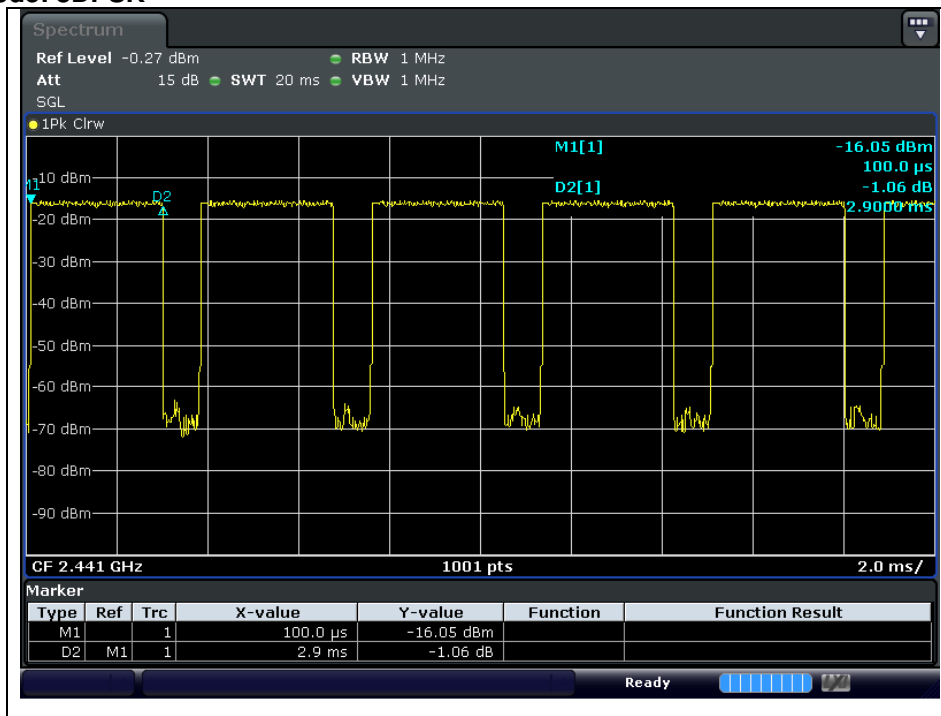 Spectrum
Ref Level -0.27 dBm RBW 1 MHz
Att 15 dB SWT 20 ms VBW 1 MHz
SGL
1Pk Clrw
M1[1] -16.05 dBm
100.0 µs
D2[1] -1.06 dB
2.9000 ms
M1
D2
-10 dBm
-20 dBm
-30 dBm
-40 dBm
-50 dBm
-60 dBm
-70 dBm
-80 dBm
-90 dBm
CF 2.441 GHz 1001 pts 2.0 ms/
Marker
Type Ref Trc X-value Y-value Function Function Result
M1 1 100.0 µs -16.05 dBm
D2 M1 1 2.9 ms -1.06 dB
Ready